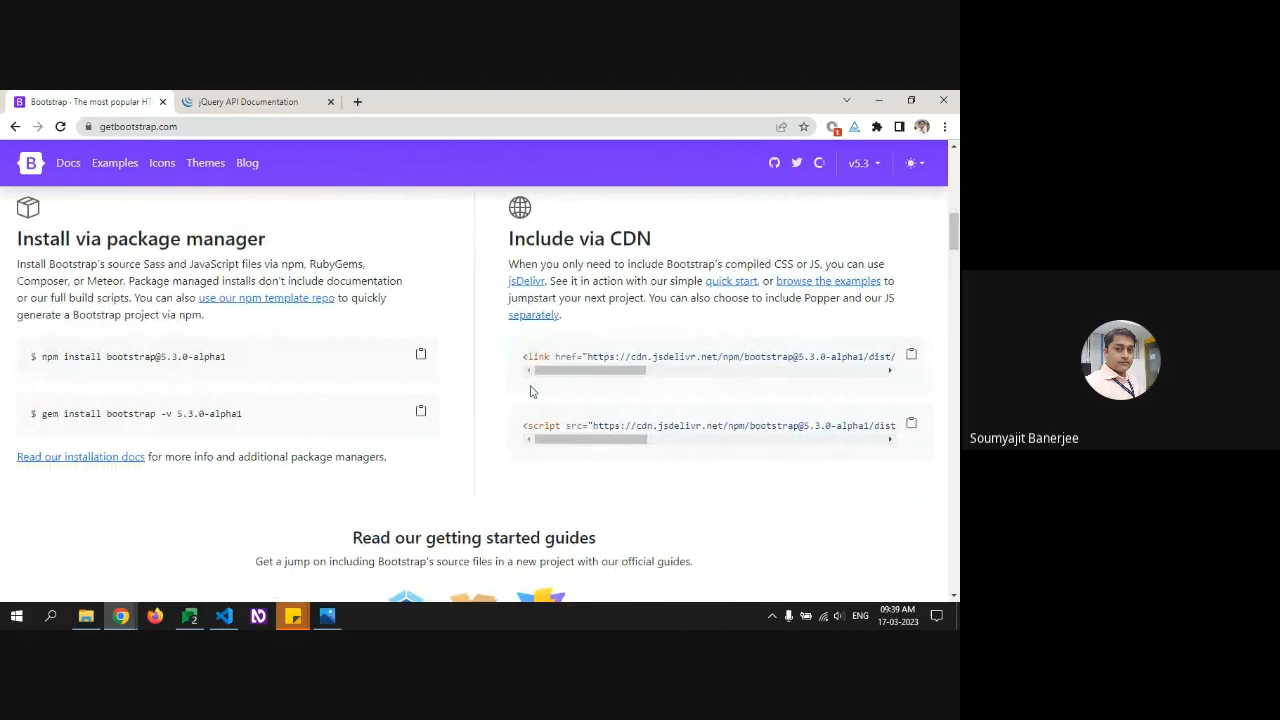 Bootstrap · The most popular HT
jQuery API Documentation
getbootstrap.com
B
Docs
Examples
Icons
Themes
Blog
v5.3
Install via package manager
Install Bootstrap's source Sass and JavaScript files via npm, RubyGems,
Composer, or Meteor. Package managed installs don't include documentation
or our full build scripts. You can also use our npm template repo to quickly
generate a Bootstrap project via npm.
$ npm install bootstrap@5.3.0-alpha1
$ gem install bootstrap -v 5.3.0-alpha1
Read our installation docs for more info and additional package managers.
Include via CDN
When you only need to include Bootstrap's compiled CSS or JS, you can use
jsDelivr. See it in action with our simple quick start, or browse the examples to
jumpstart your next project. You can also choose to include Popper and our JS
separately.
<link href="https://cdn.jsdelivr.net/npm/bootstrap@5.3.0-alpha1/dist/
<script src="https://cdn.jsdelivr.net/npm/bootstrap@5.3.0-alpha1/dist
Read our getting started guides
Get a jump on including Bootstrap's source files in a new project with our official guides.
Soumyajit Banerjee
2
ENG
09:39 AM
17-03-2023